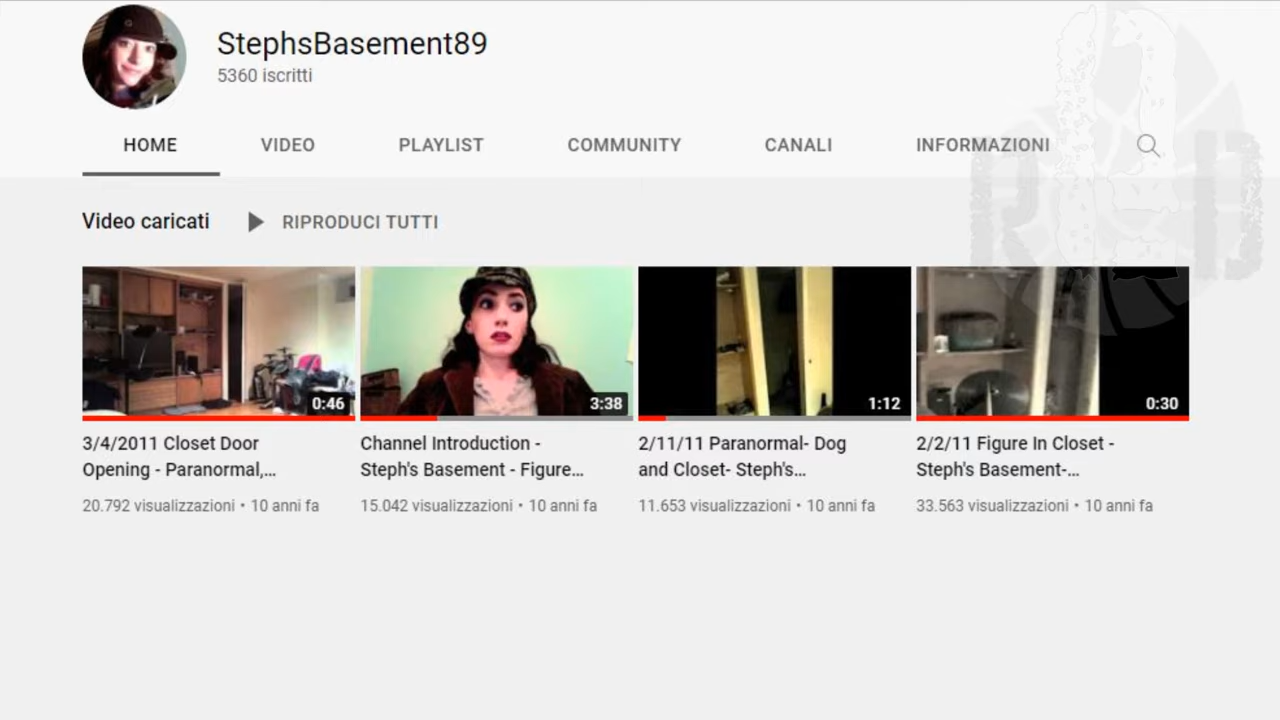 StephsBasement89
5360 iscritti
HOME VIDEO PLAYLIST COMMUNITY CANALI INFORMAZIONI
Video caricati RIPRODUCI TUTTI
0:46 3:38 1:12 0:30
3/4/2011 Closet Door
Opening - Paranormal,...
20.792 visualizzazioni • 10 anni fa
Channel Introduction -
Steph's Basement - Figure...
15.042 visualizzazioni • 10 anni fa
2/11/11 Paranormal- Dog
and Closet- Steph's...
11.653 visualizzazioni • 10 anni fa
2/2/11 Figure In Closet -
Steph's Basement-...
33.563 visualizzazioni • 10 anni fa